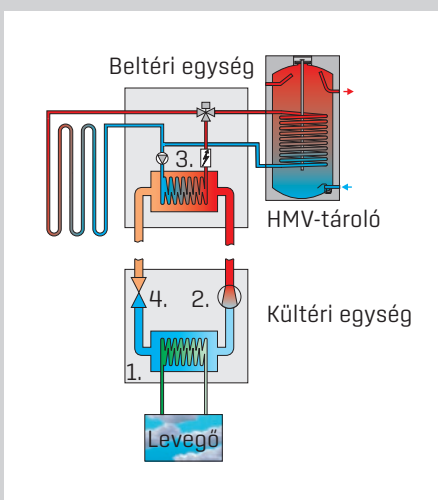 Beltéri egység
3.
HMV-tároló
4.
2.
Kültéri egység
1.
Levegő